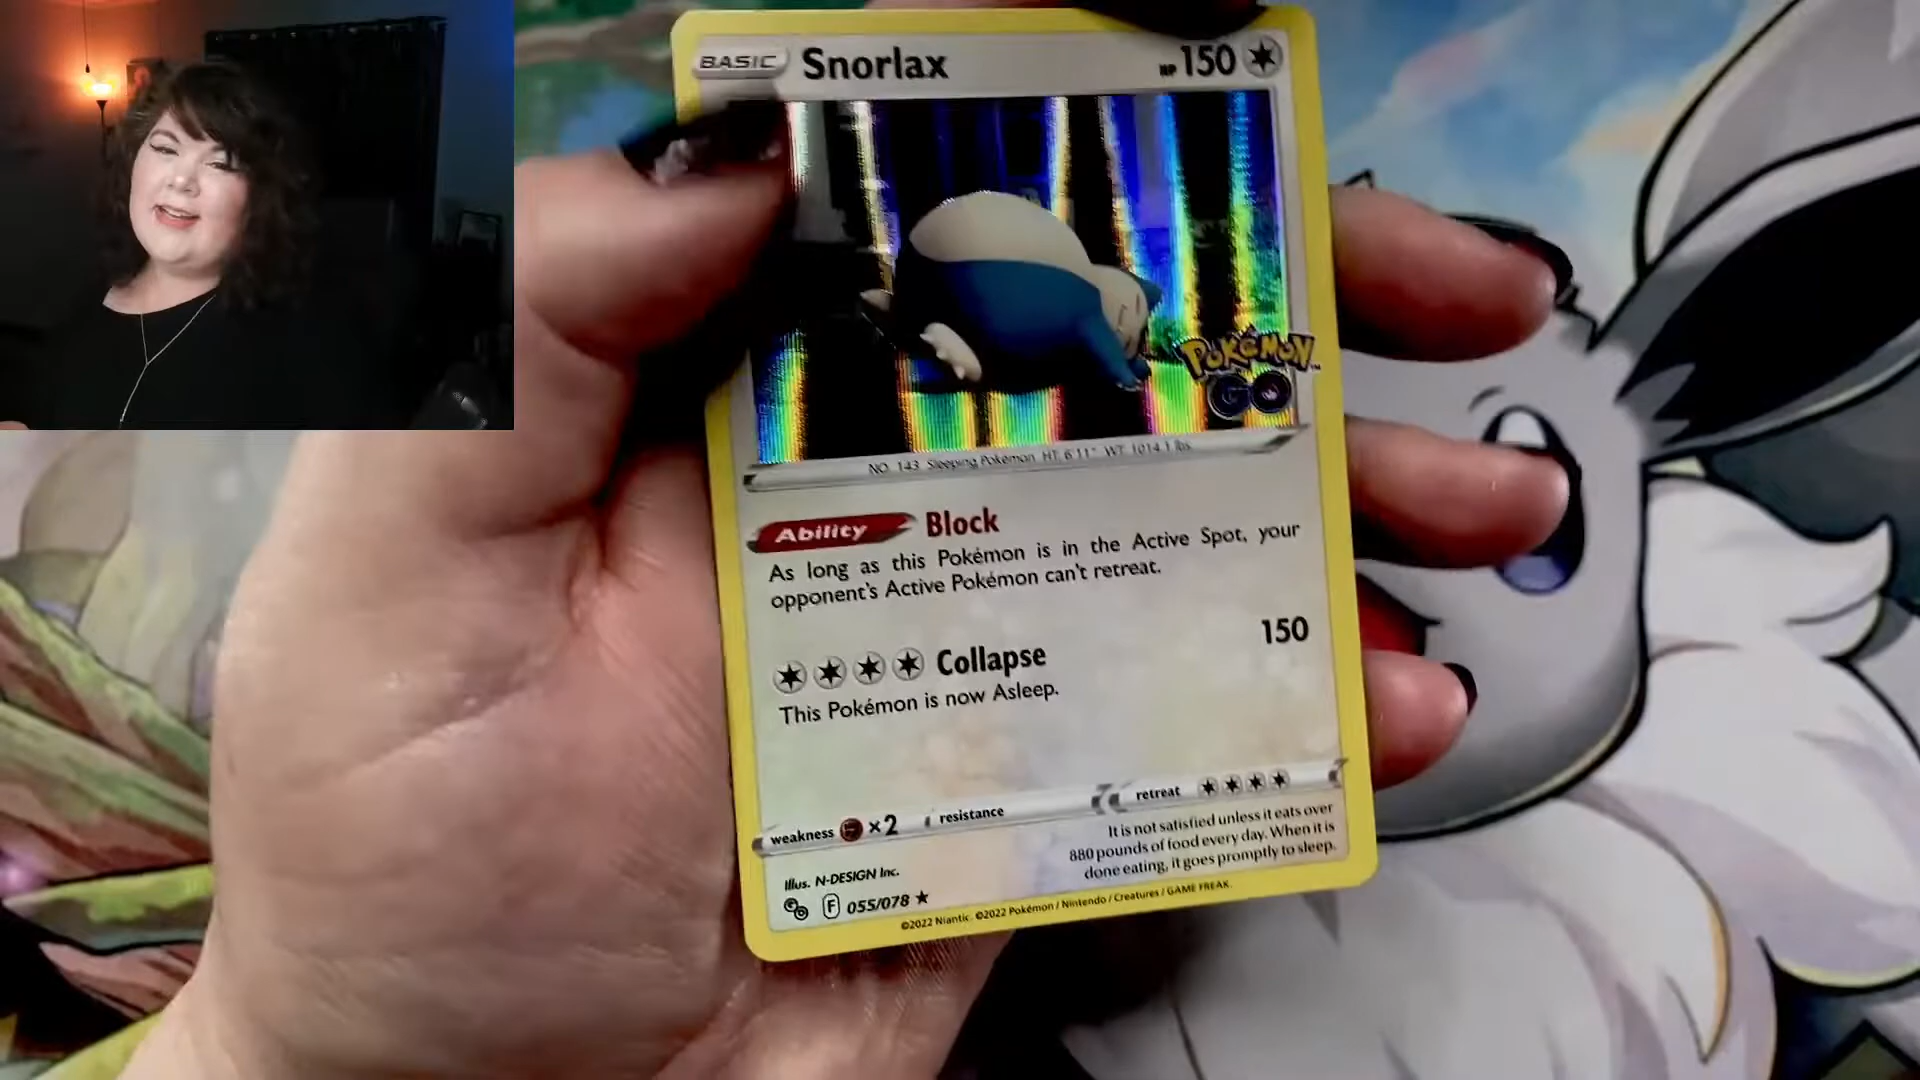 BASIC Snorlax HP 150
POKÉMON
GO
NO. 143 Sleeping Pokémon HT. 6'11" WT. 1014.1 lbs.
Ability Block
As long as this Pokémon is in the Active Spot, your
opponent's Active Pokémon can't retreat.
Collapse 150
This Pokémon is now Asleep.
weakness ×2 resistance retreat
It is not satisfied unless it eats over
880 pounds of food every day. When it is
done eating, it goes promptly to sleep.
Illus. N-DESIGN Inc.
F 055/078 ★
©2022 Niantic. ©2022 Pokémon / Nintendo / Creatures / GAME FREAK.